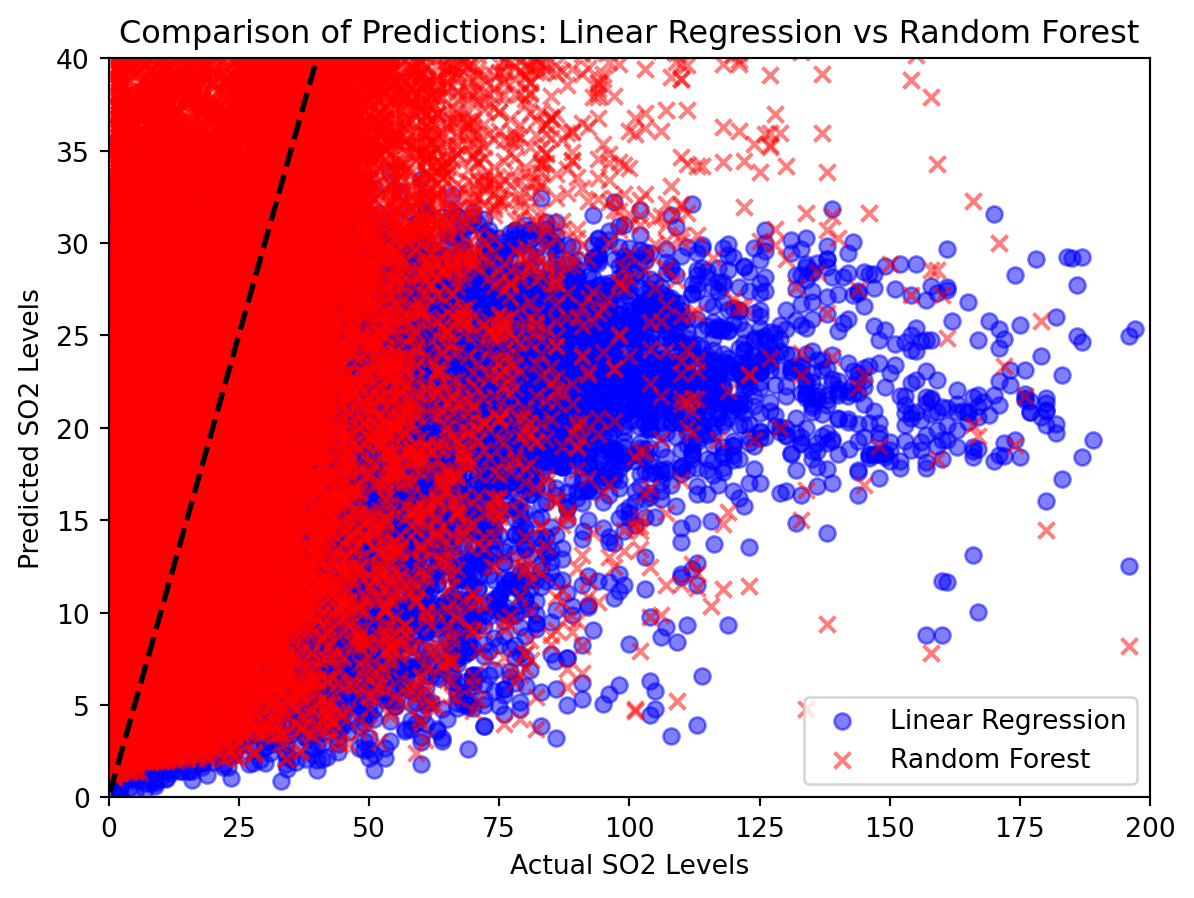 Comparison of Predictions: Linear Regression vs Random Forest
40
35
30
25
20
15
10
5
0
Predicted SO2 Levels
0 25 50 75 100 125 150 175 200
Actual SO2 Levels
Linear Regression
Random Forest